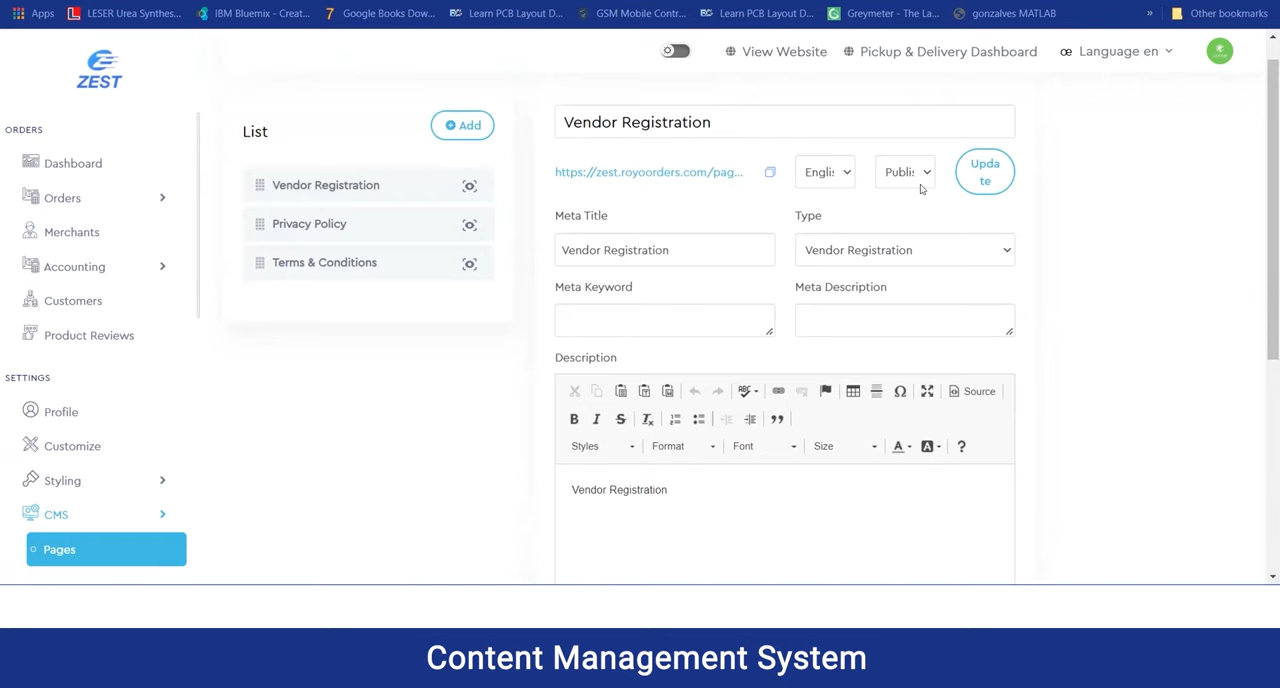 Apps LESER Urea Synthes... IBM Bluemix - Creat... Google Books Dow... Learn PCB Layout D... GSM Mobile Contr... Learn PCB Layout D... Greymeter - The La... gonzalves MATLAB » Other bookmarks
ZEST
View Website Pickup & Delivery Dashboard Language en
ORDERS
Dashboard
Orders
Merchants
Accounting
Customers
Product Reviews
SETTINGS
Profile
Customize
Styling
CMS
Pages
List Add
Vendor Registration
Privacy Policy
Terms & Conditions
Vendor Registration
https://zest.royoorders.com/pag... Englis Publis Upda
te
Meta Title Type
Vendor Registration Vendor Registration
Meta Keyword Meta Description
Description
Source
B I S Tx
Styles Format Font Size A A ?
Vendor Registration
Content Management System